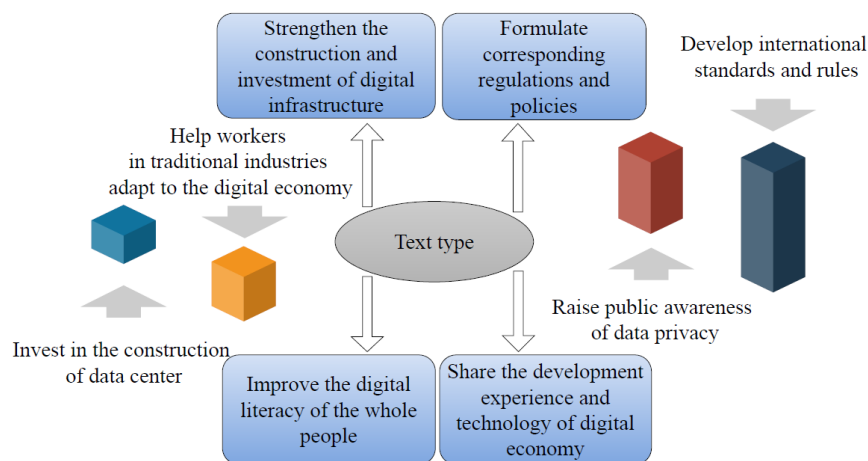 Strengthen the
construction and
investment of digital
infrastructure
Formulate
corresponding
regulations and
policies
Develop international
standards and rules
Help workers
in traditional industries
adapt to the digital economy
Text type
Raise public awareness
of data privacy
Invest in the construction
of data center
Improve the digital
literacy of the whole
people
Share the development
experience and
technology of digital
economy